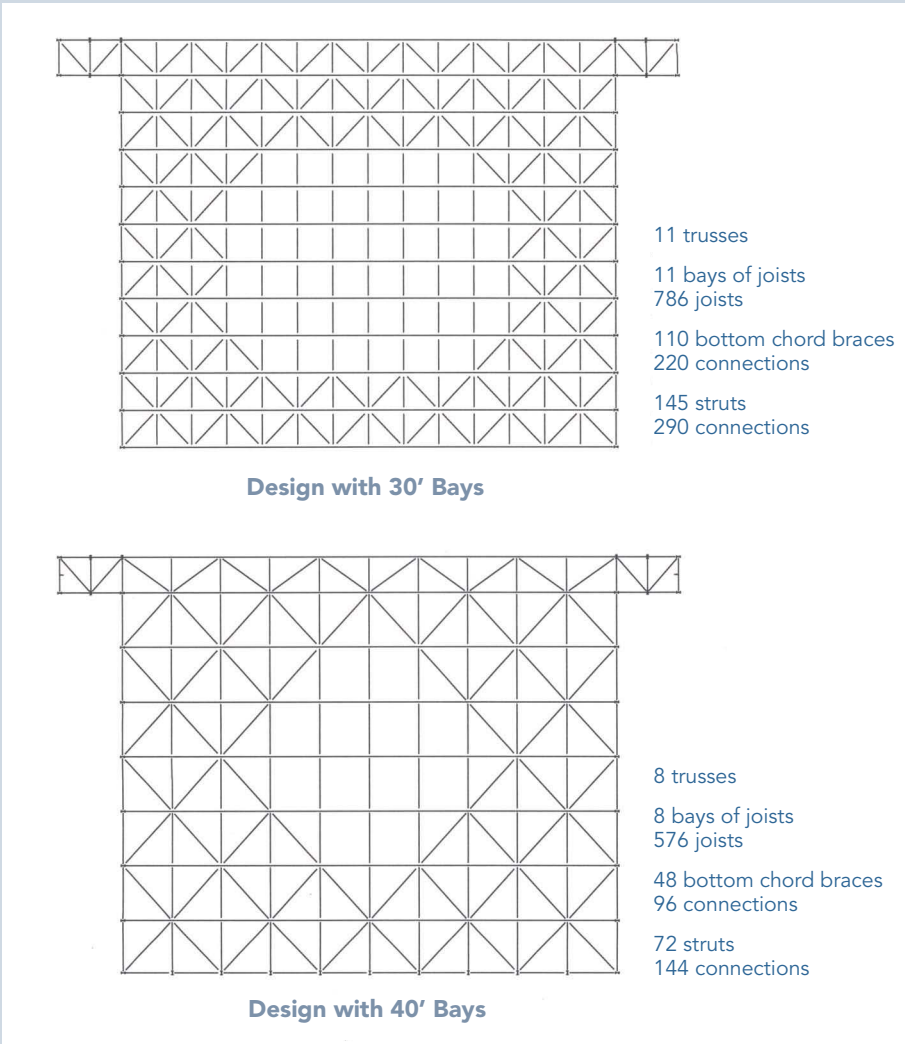 11 trusses
11 bays of joists
786 joists
110 bottom chord braces
220 connections
145 struts
290 connections
Design with 30’ Bays
8 trusses
8 bays of joists
576 joists
48 bottom chord braces
96 connections
72 struts
144 connections
Design with 40’ Bays